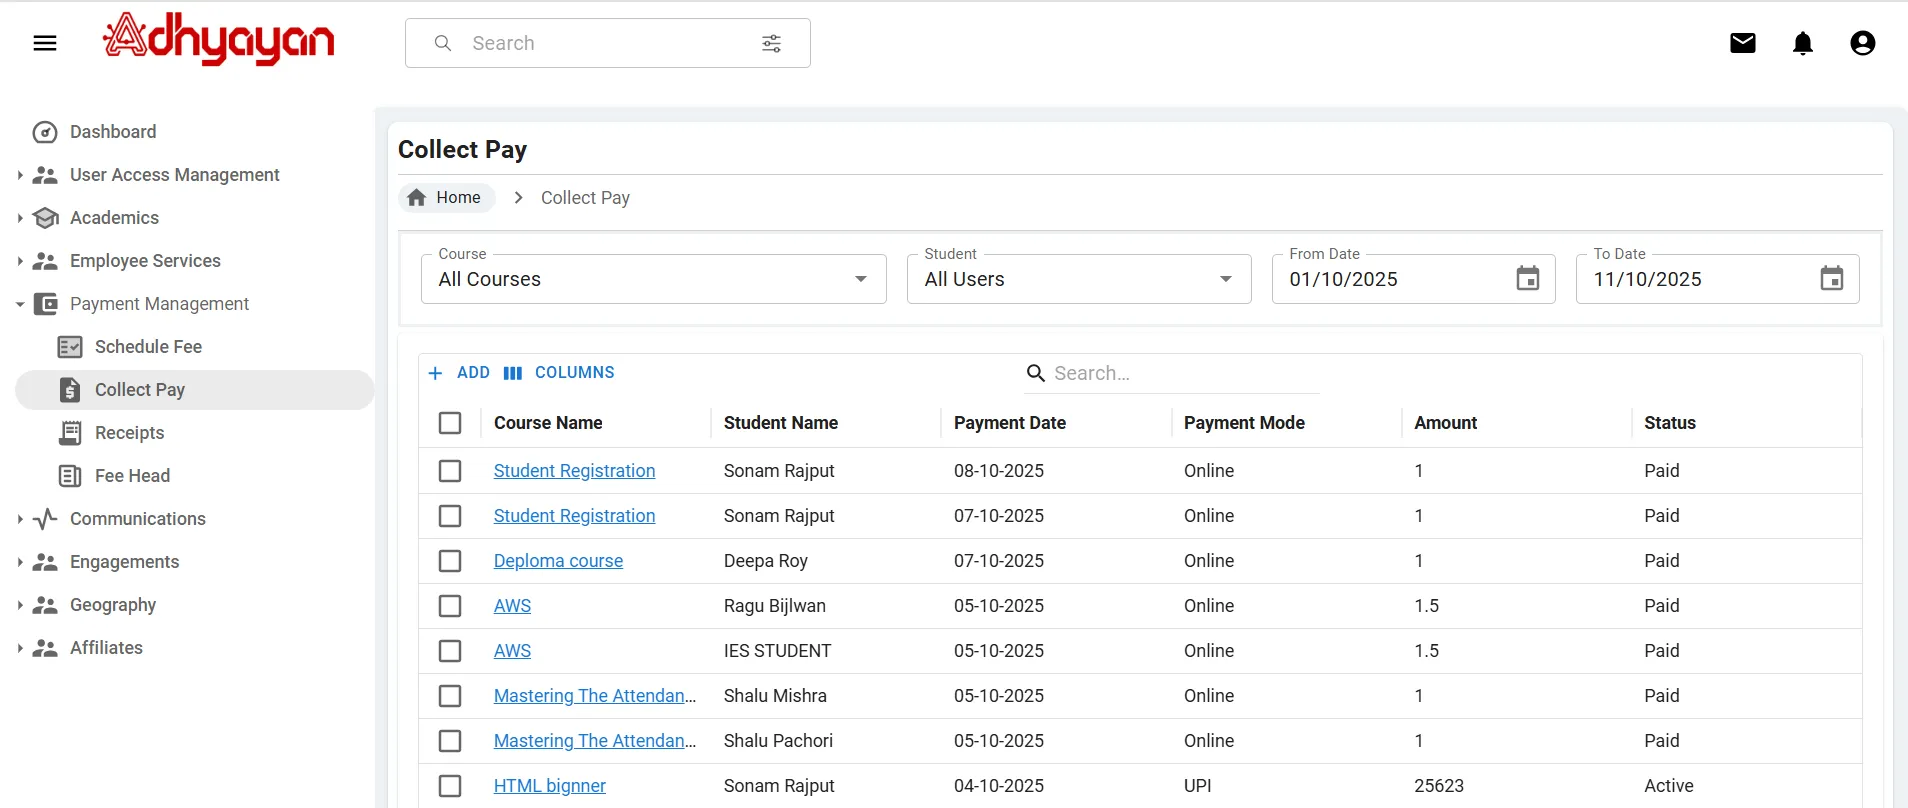 Adhyayan
Search
Dashboard
User Access Management
Academics
Employee Services
Payment Management
Schedule Fee
Collect Pay
Receipts
Fee Head
Communications
Engagements
Geography
Affiliates
Collect Pay
Home > Collect Pay
Course Student From Date To Date
All Courses All Users 01/10/2025 11/10/2025
+ ADD COLUMNS Search…
Course Name Student Name Payment Date Payment Mode Amount Status
Student Registration Sonam Rajput 08-10-2025 Online 1 Paid
Student Registration Sonam Rajput 07-10-2025 Online 1 Paid
Deploma course Deepa Roy 07-10-2025 Online 1 Paid
AWS Ragu Bijlwan 05-10-2025 Online 1.5 Paid
AWS IES STUDENT 05-10-2025 Online 1.5 Paid
Mastering The Attendan... Shalu Mishra 05-10-2025 Online 1 Paid
Mastering The Attendan... Shalu Pachori 05-10-2025 Online 1 Paid
HTML bignner Sonam Rajput 04-10-2025 UPI 25623 Active